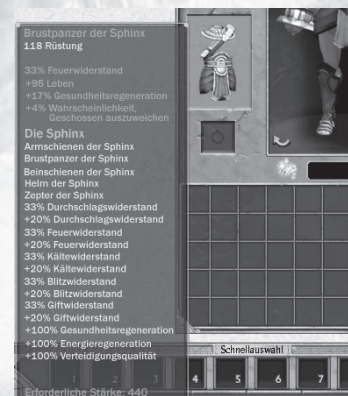 Brustpanzer der Sphinx
118 Rüstung
33% Feuerwiderstand
+95 Leben
+17% Gesundheitsregeneration
+4% Wahrscheinlichkeit,
Geschossen auszuweichen
Die Sphinx
Armschienen der Sphinx
Brustpanzer der Sphinx
Beinschienen der Sphinx
Helm der Sphinx
Zepter der Sphinx
33% Durchschlagswiderstand
+20% Durchschlagswiderstand
33% Feuerwiderstand
+20% Feuerwiderstand
33% Kältewiderstand
+20% Kältewiderstand
33% Blitzwiderstand
+20% Blitzwiderstand
33% Giftwiderstand
+20% Giftwiderstand
+100% Gesundheitsregeneration
+100% Energieregeneration
+100% Verteidigungsqualität
Erforderliche Stärke: 440
Schnellauswahl
1 2 3 4 5 6 7